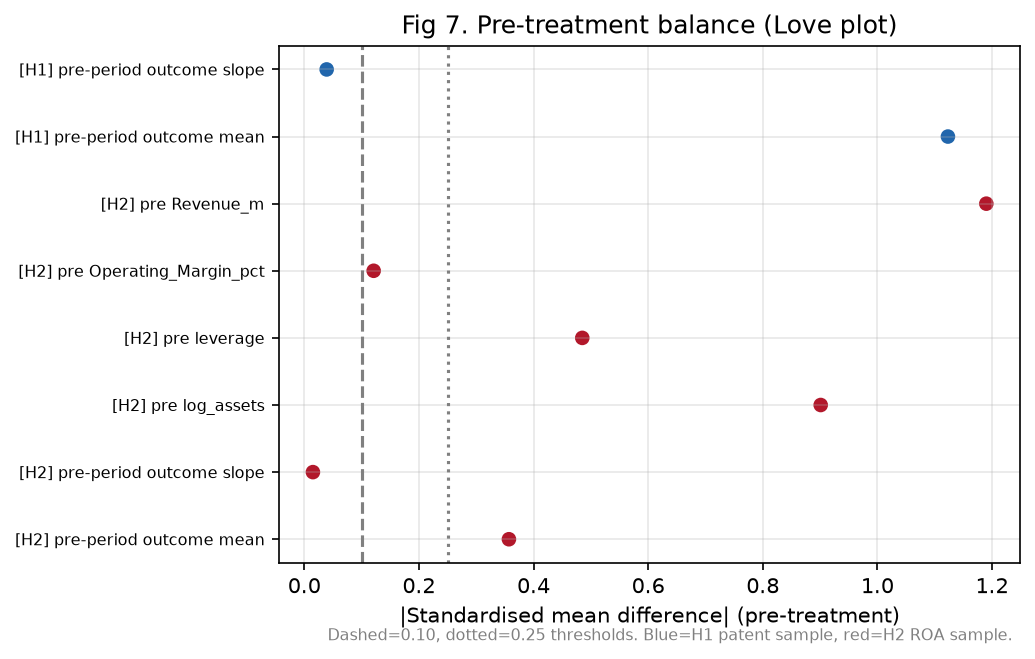 Fig 7. Pre-treatment balance (Love plot)
[H1] pre-period outcome slope
[H1] pre-period outcome mean
[H2] pre Revenue_m
[H2] pre Operating_Margin_pct
[H2] pre leverage
[H2] pre log_assets
[H2] pre-period outcome slope
[H2] pre-period outcome mean
0.0 0.2 0.4 0.6 0.8 1.0 1.2
|Standardised mean difference| (pre-treatment)
Dashed=0.10, dotted=0.25 thresholds. Blue=H1 patent sample, red=H2 ROA sample.